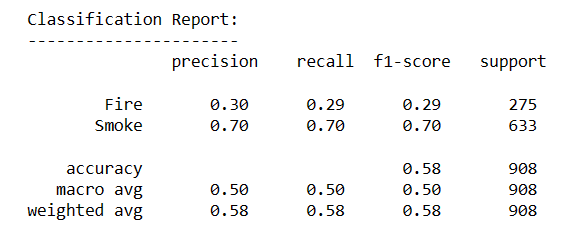 Classification Report:
----------------------
precision recall f1-score support
Fire 0.30 0.29 0.29 275
Smoke 0.70 0.70 0.70 633
accuracy 0.58 908
macro avg 0.50 0.50 0.50 908
weighted avg 0.58 0.58 0.58 908